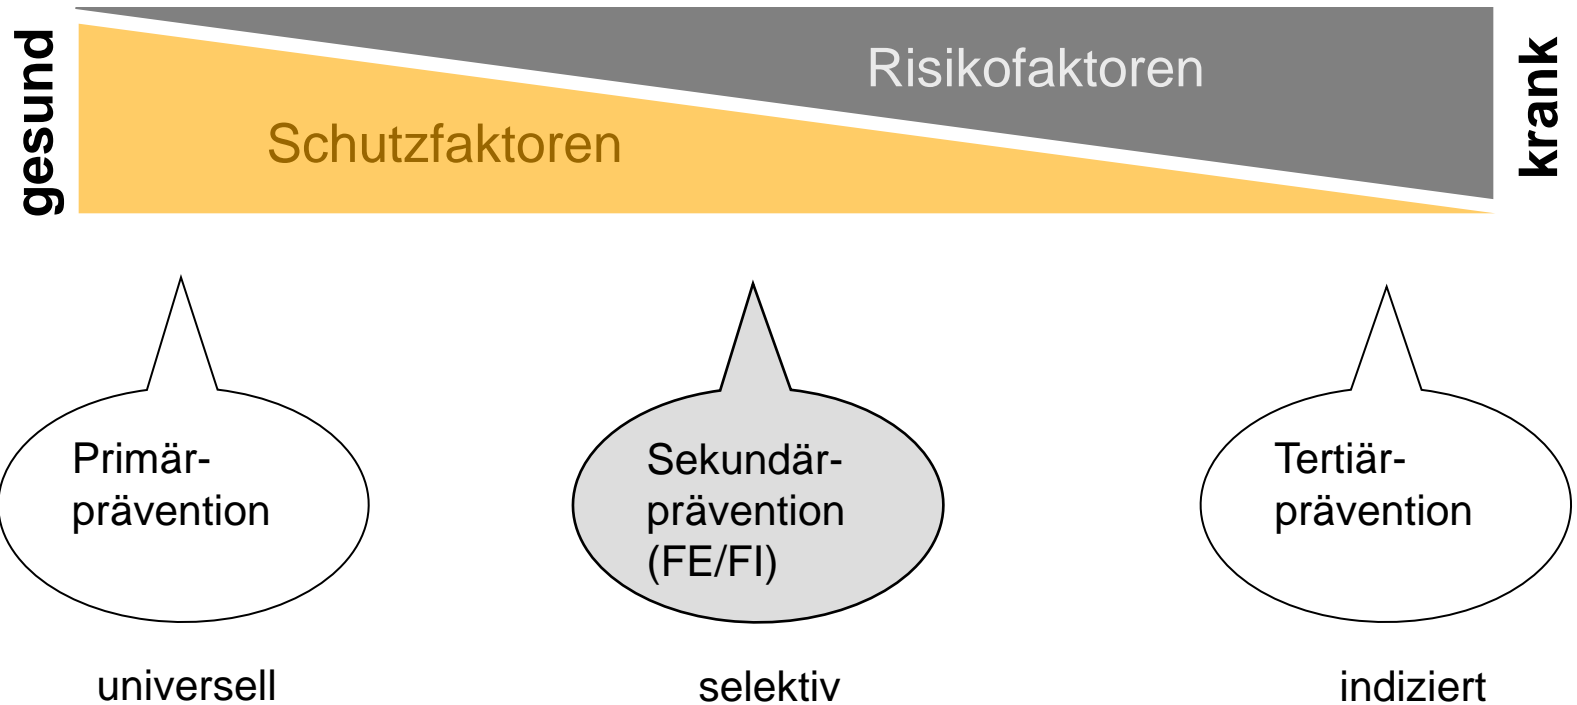 gesund
Risikofaktoren
Schutzfaktoren
krank
Primär-
prävention
Sekundär-
prävention
(FE/FI)
Tertiär-
prävention
universell
selektiv
indiziert